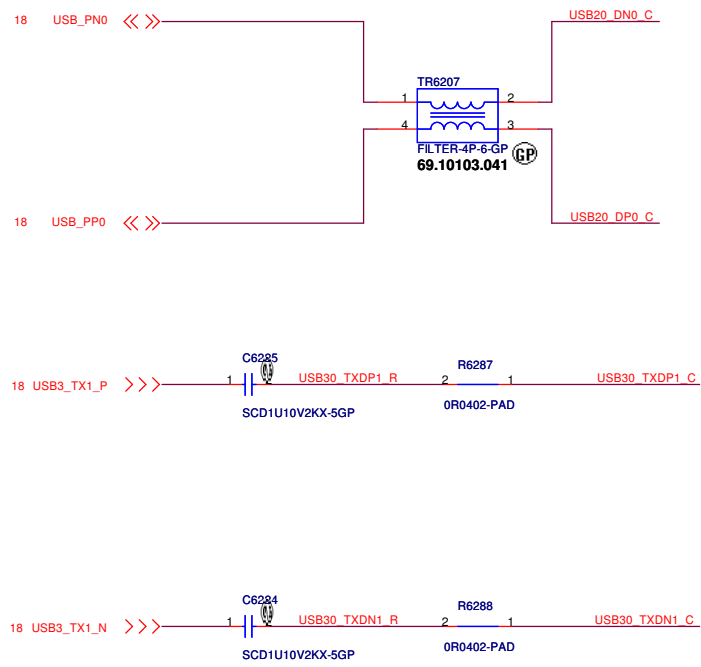 18 USB_PN0 USB20_DN0_C
TR6207
1 2
4 3
FILTER-4P-6-GP GP
69.10103.041
18 USB_PP0 USB20_DP0_C
C6225 R6287
18 USB3_TX1_P 1 2 USB30_TXDP1_R 2 1 USB30_TXDP1_C
SCD1U10V2KX-5GP 0R0402-PAD
C6224 R6288
18 USB3_TX1_N 1 2 USB30_TXDN1_R 2 1 USB30_TXDN1_C
SCD1U10V2KX-5GP 0R0402-PAD